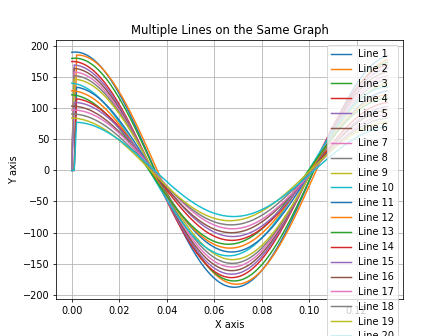 Multiple Lines on the Same Graph
200
150
100
50
0
−50
−100
−150
−200
Y axis
0.00 0.02 0.04 0.06 0.08 0.10
X axis
Line 1
Line 2
Line 3
Line 4
Line 5
Line 6
Line 7
Line 8
Line 9
Line 10
Line 11
Line 12
Line 13
Line 14
Line 15
Line 16
Line 17
Line 18
Line 19
Line 20